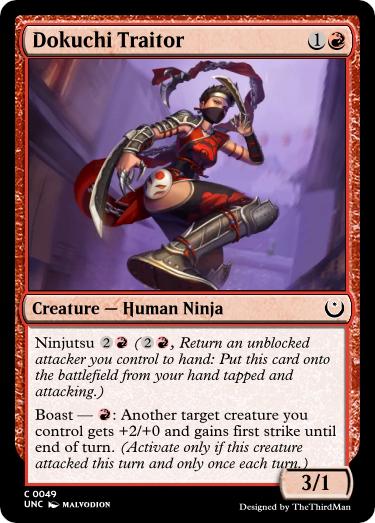 Dokuchi Traitor 1
Creature — Human Ninja
Ninjutsu 2 (2, Return an unblocked
attacker you control to hand: Put this card onto
the battlefield from your hand tapped and
attacking.)
Boast — : Another target creature you
control gets +2/+0 and gains first strike until
end of turn. (Activate only if this creature
attacked this turn and only once each turn.)
3/1
C 0049
UNC MALVODION
Designed by TheThirdMan